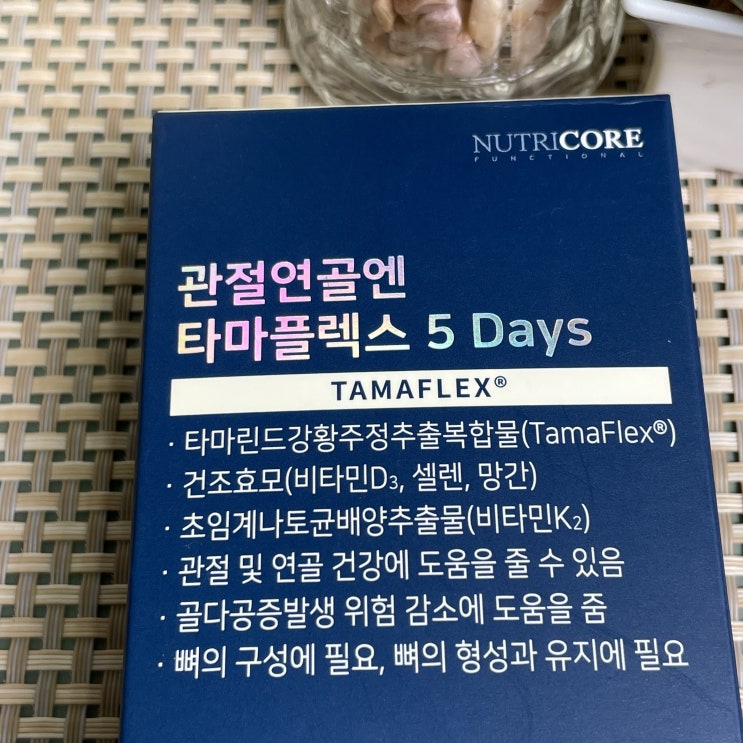 NUTRICORE
FUNCTIONAL
관절연골엔
타마플렉스 5 Days
TAMAFLEX®
· 타마린드강황주정추출복합물(TamaFlex®)
· 건조효모(비타민D₃, 셀렌, 망간)
· 초임계나토균배양추출물(비타민K₂)
· 관절 및 연골 건강에 도움을 줄 수 있음
· 골다공증발생 위험 감소에 도움을 줌
· 뼈의 구성에 필요, 뼈의 형성과 유지에 필요